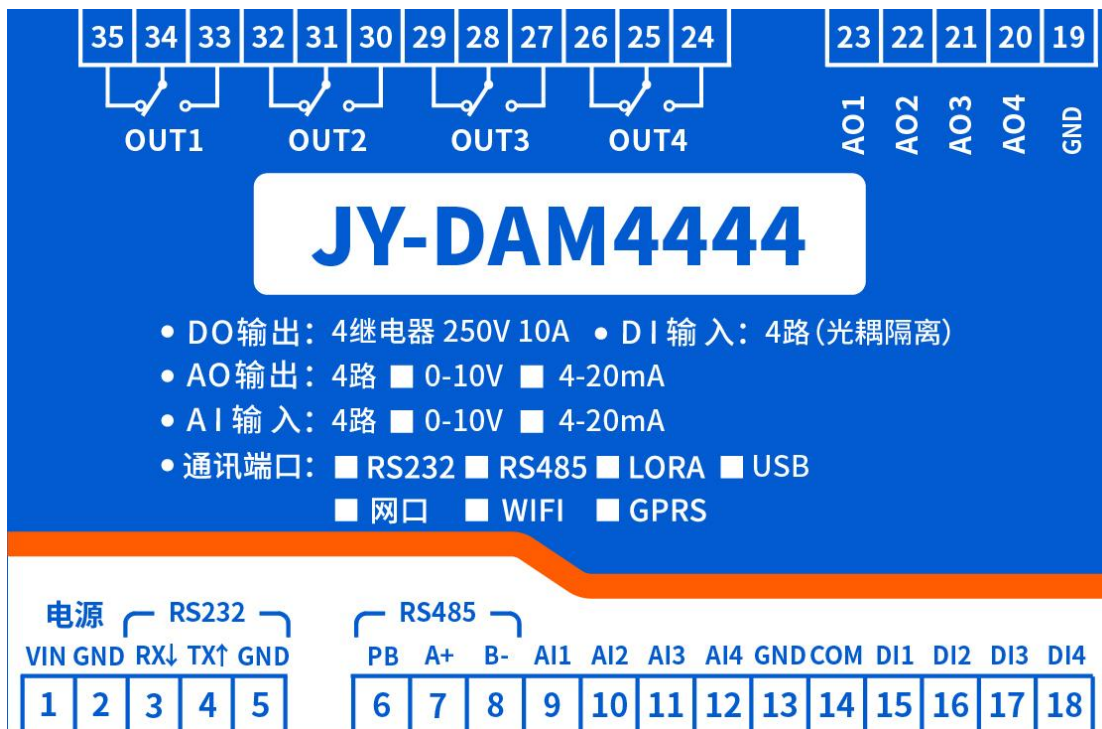 35 34 33 32 31 30 29 28 27 26 25 24 23 22 21 20 19
OUT1 OUT2 OUT3 OUT4 AO1 AO2 AO3 AO4 GND
JY-DAM4444
● DO输出：4继电器 250V 10A ● DI输入：4路（光耦隔离）
● AO输出：4路 ■ 0-10V ■ 4-20mA
● AI输入：4路 ■ 0-10V ■ 4-20mA
● 通讯端口：■ RS232 ■ RS485 ■ LORA ■ USB
■ 网口 ■ WIFI ■ GPRS
电源 RS232 RS485
VIN GND RX↓ TX↑ GND PB A+ B- AI1 AI2 AI3 AI4 GND COM DI1 DI2 DI3 DI4
1 2 3 4 5 6 7 8 9 10 11 12 13 14 15 16 17 18